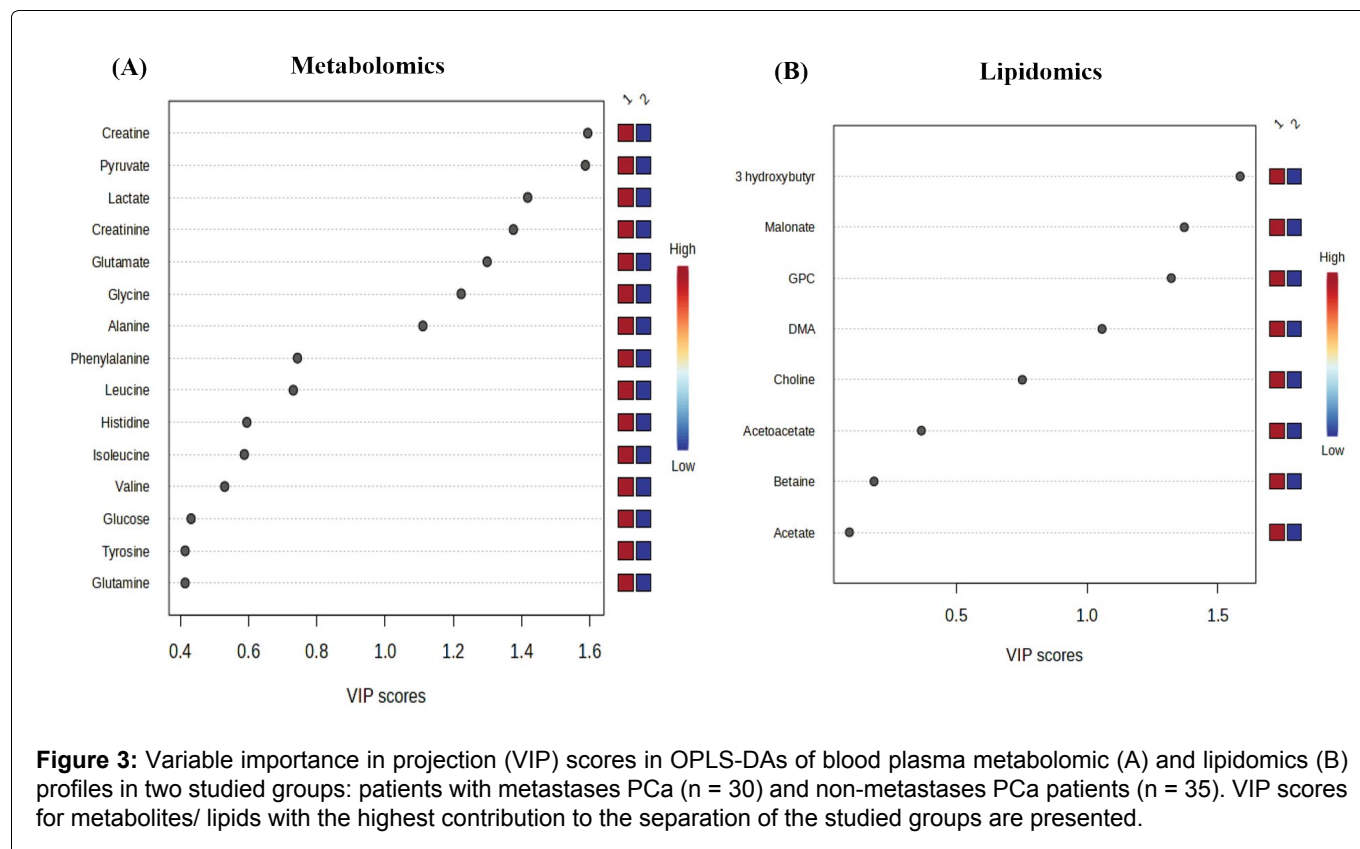 (A) Metabolomics
1 2
Creatine
Pyruvate
Lactate
Creatinine
Glutamate
Glycine
Alanine
Phenylalanine
Leucine
Histidine
Isoleucine
Valine
Glucose
Tyrosine
Glutamine
High
Low
0.4 0.6 0.8 1.0 1.2 1.4 1.6
VIP scores
(B) Lipidomics
1 2
3 hydroxybutyr
Malonate
GPC
DMA
Choline
Acetoacetate
Betaine
Acetate
High
Low
0.5 1.0 1.5
VIP scores
Figure 3: Variable importance in projection (VIP) scores in OPLS-DAs of blood plasma metabolomic (A) and lipidomics (B)
profiles in two studied groups: patients with metastases PCa (n = 30) and non-metastases PCa patients (n = 35). VIP scores
for metabolites/ lipids with the highest contribution to the separation of the studied groups are presented.